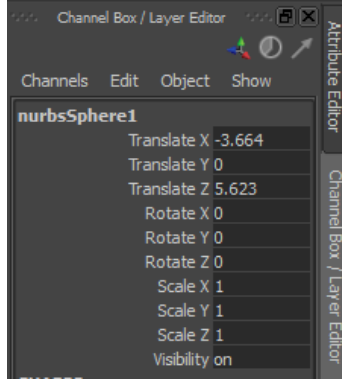 Channel Box / Layer Editor
Channels Edit Object Show
nurbsSphere1
Translate X -3.664
Translate Y 0
Translate Z 5.623
Rotate X 0
Rotate Y 0
Rotate Z 0
Scale X 1
Scale Y 1
Scale Z 1
Visibility on
Attribute Editor
Channel Box / Layer Editor